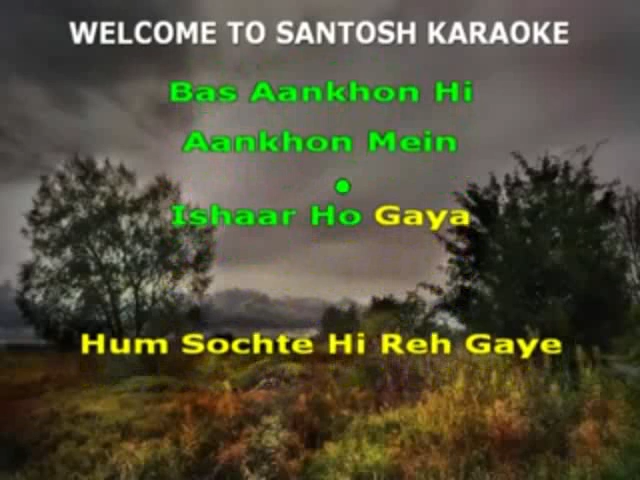 WELCOME TO SANTOSH KARAOKE
Bas Aankhon Hi
Aankhon Mein
Ishaar Ho Gaya
Hum Sochte Hi Reh Gaye